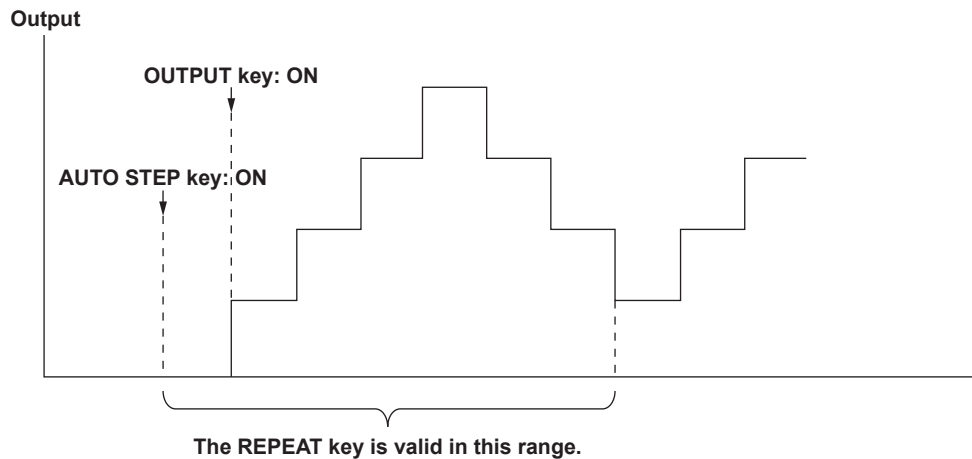 Output
OUTPUT key: ON
AUTO STEP key: ON
The REPEAT key is valid in this range.